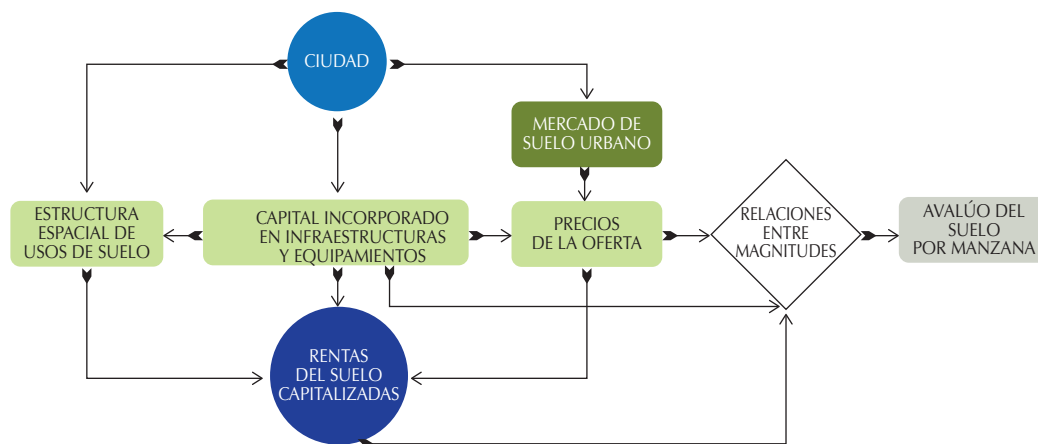 CIUDAD
MERCADO DE
SUELO URBANO
ESTRUCTURA
ESPACIAL DE
USOS DE SUELO
CAPITAL INCORPORADO
EN INFRAESTRUCTURAS
Y EQUIPAMIENTOS
PRECIOS
DE LA OFERTA
RELACIONES
ENTRE
MAGNITUDES
AVALÚO DEL
SUELO
POR MANZANA
RENTAS
DEL SUELO
CAPITALIZADAS